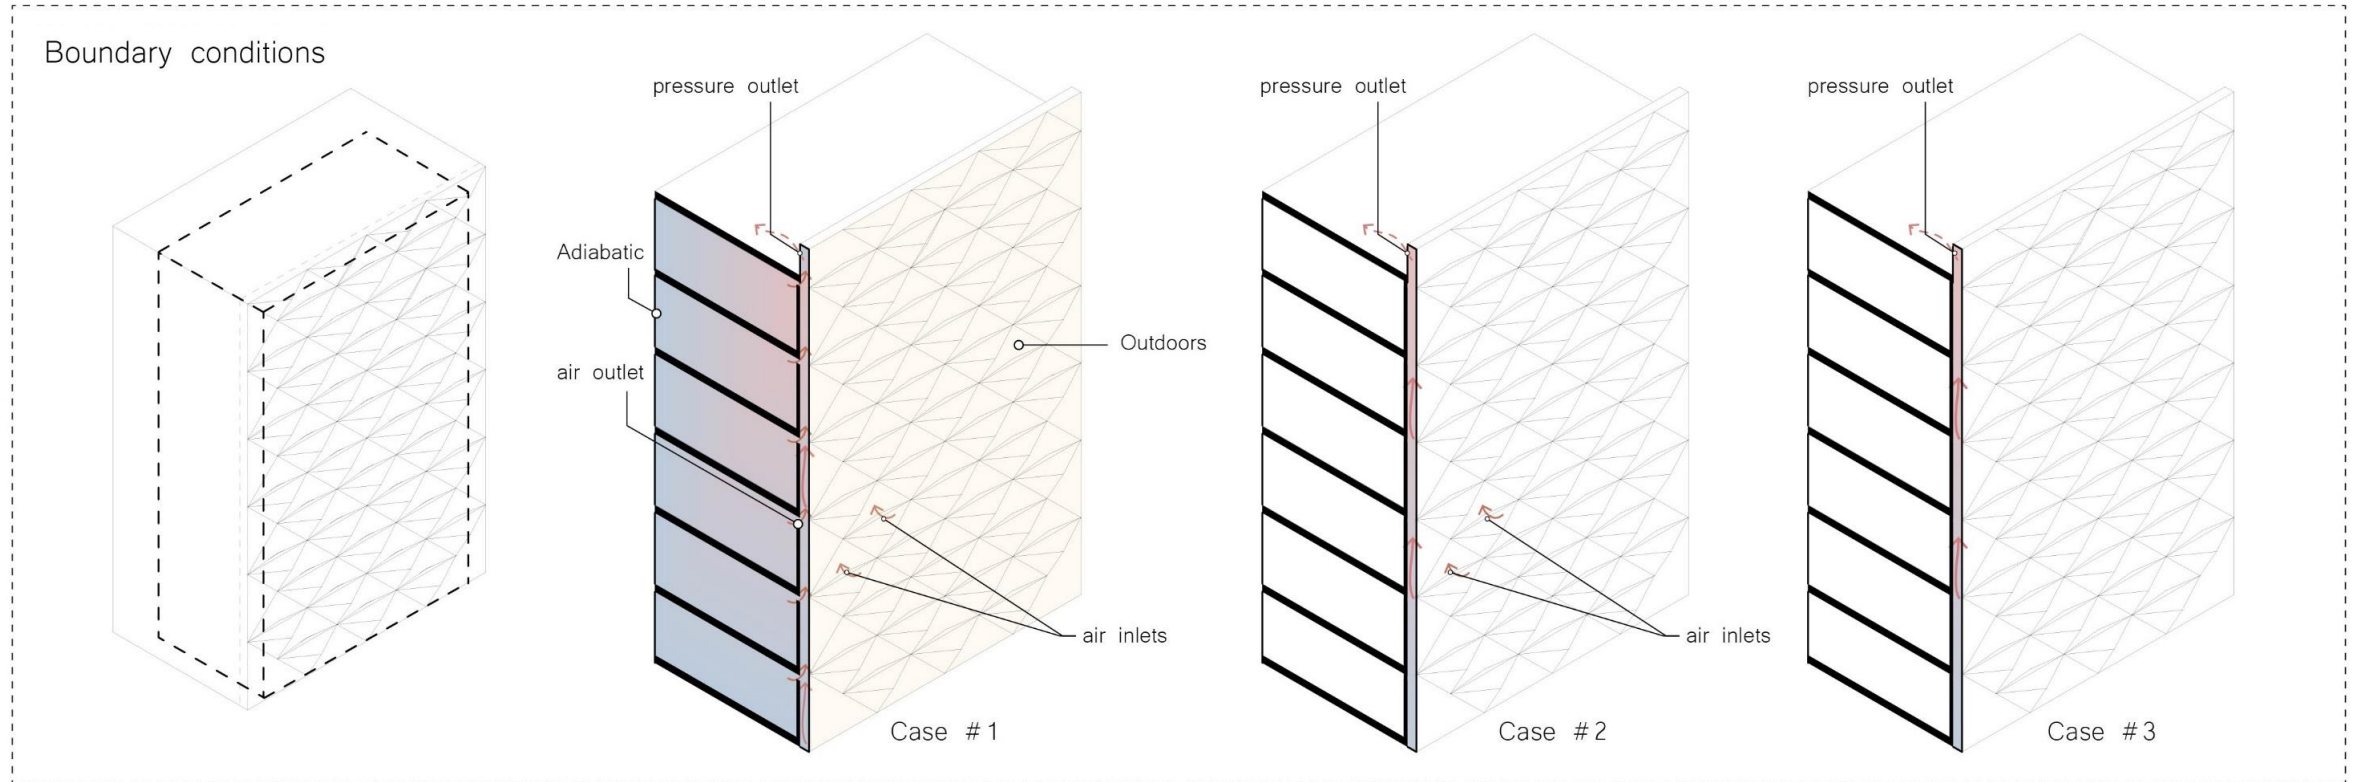 Boundary conditions
pressure outlet
Adiabatic
air outlet
Outdoors
air inlets
Case #1
pressure outlet
air inlets
Case #2
pressure outlet
Case #3